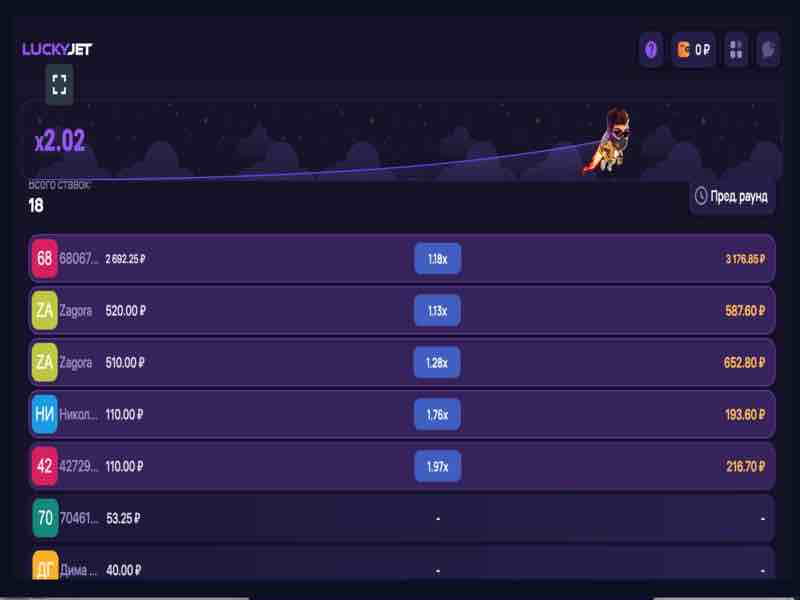 LUCKYJET
? 0 ₽
x2.02
Всего ставок:
18
Пред. раунд
68 68067... 2 692.25 ₽ 1.18x 3 176.85 ₽
ZA Zagora 520.00 ₽ 1.13x 587.60 ₽
ZA Zagora 510.00 ₽ 1.28x 652.80 ₽
НИ Никол... 110.00 ₽ 1.76x 193.60 ₽
42 42729... 110.00 ₽ 1.97x 216.70 ₽
70 70461... 53.25 ₽ - -
ДГ Дима ... 40.00 ₽ - -